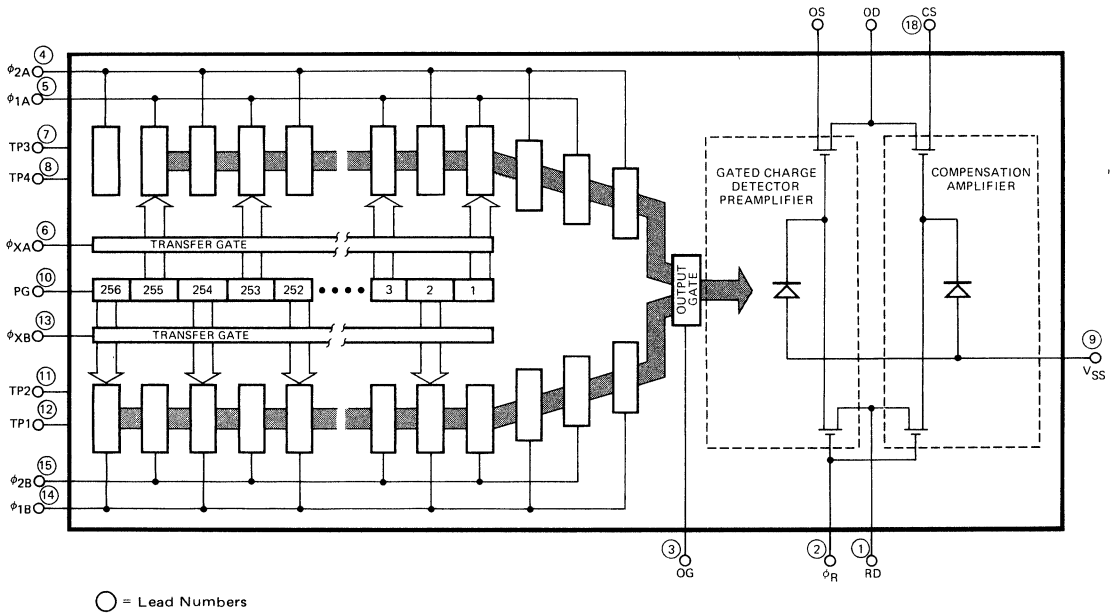 OS OD CS
18
4
ϕ2A
5
ϕ1A
7
TP3
8
TP4
GATED CHARGE
DETECTOR
PREAMPLIFIER
COMPENSATION
AMPLIFIER
6
ϕXA
TRANSFER GATE
10
PG
256 255 254 253 252 3 2 1
OUTPUT
GATE
13
ϕXB
TRANSFER GATE
9
VSS
11
TP2
12
TP1
15
ϕ2B
14
ϕ1B
3
OG
2
ϕR
1
RD
= Lead Numbers